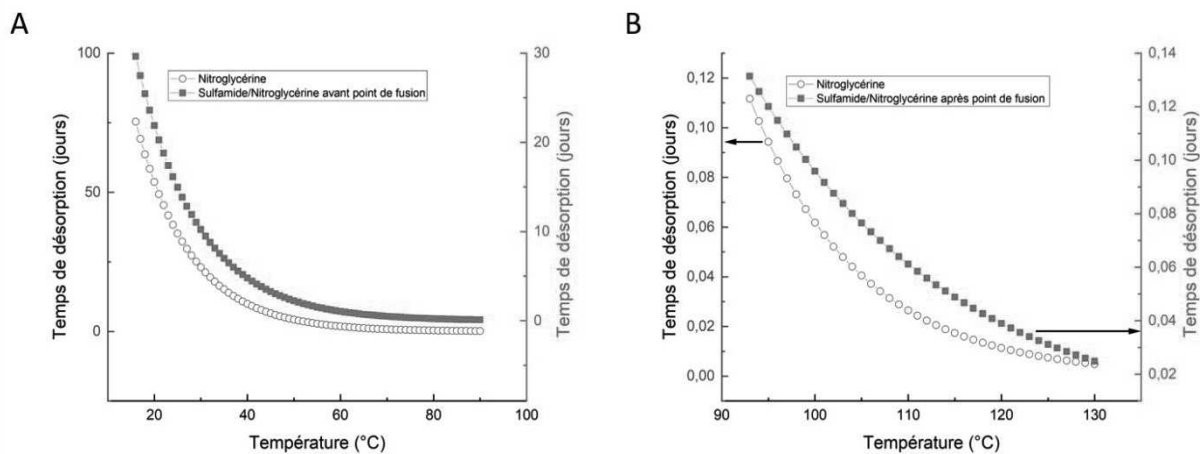 A
Temps de désorption (jours)
100
50
0
Nitroglycérine
Sulfamide/Nitroglycérine avant point de fusion
30
20
10
0
Temps de désorption (jours)
20
40
60
80
100
Température (°C)
B
Temps de désorption (jours)
0,12
0,10
0,08
0,06
0,04
0,02
0,00
Nitroglycérine
Sulfamide/Nitroglycérine après point de fusion
0,14
0,12
0,10
0,08
0,06
0,04
0,02
Temps de désorption (jours)
90
100
110
120
130
Température (°C)